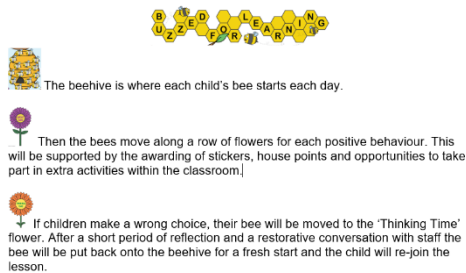 BUZZED FOR LEARNING
The beehive is where each child's bee starts each day.
Then the bees move along a row of flowers for each positive behaviour. This
will be supported by the awarding of stickers, house points and opportunities to take
part in extra activities within the classroom.
If children make a wrong choice, their bee will be moved to the 'Thinking Time'
flower. After a short period of reflection and a restorative conversation with staff the
bee will be put back onto the beehive for a fresh start and the child will re-join the
lesson.